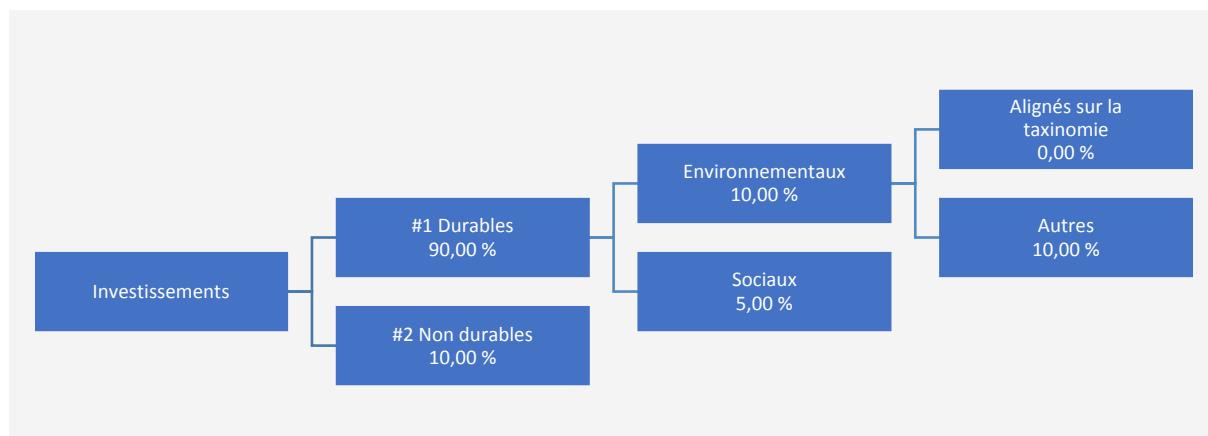 Investissements
#1 Durables
90,00 %
#2 Non durables
10,00 %
Environnementaux
10,00 %
Sociaux
5,00 %
Alignés sur la
taxinomie
0,00 %
Autres
10,00 %